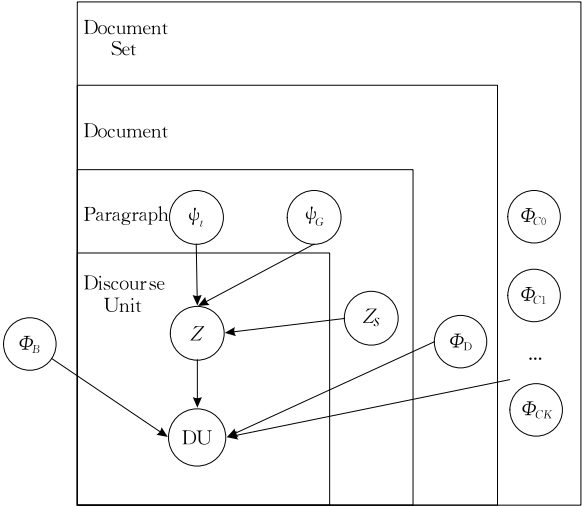 Document
Set
Document
Paragraph
ψt
ψG
ΦC0
Discourse
Unit
ΦC1
Z
ZS
ΦB
ΦD
...
ΦCK
DU